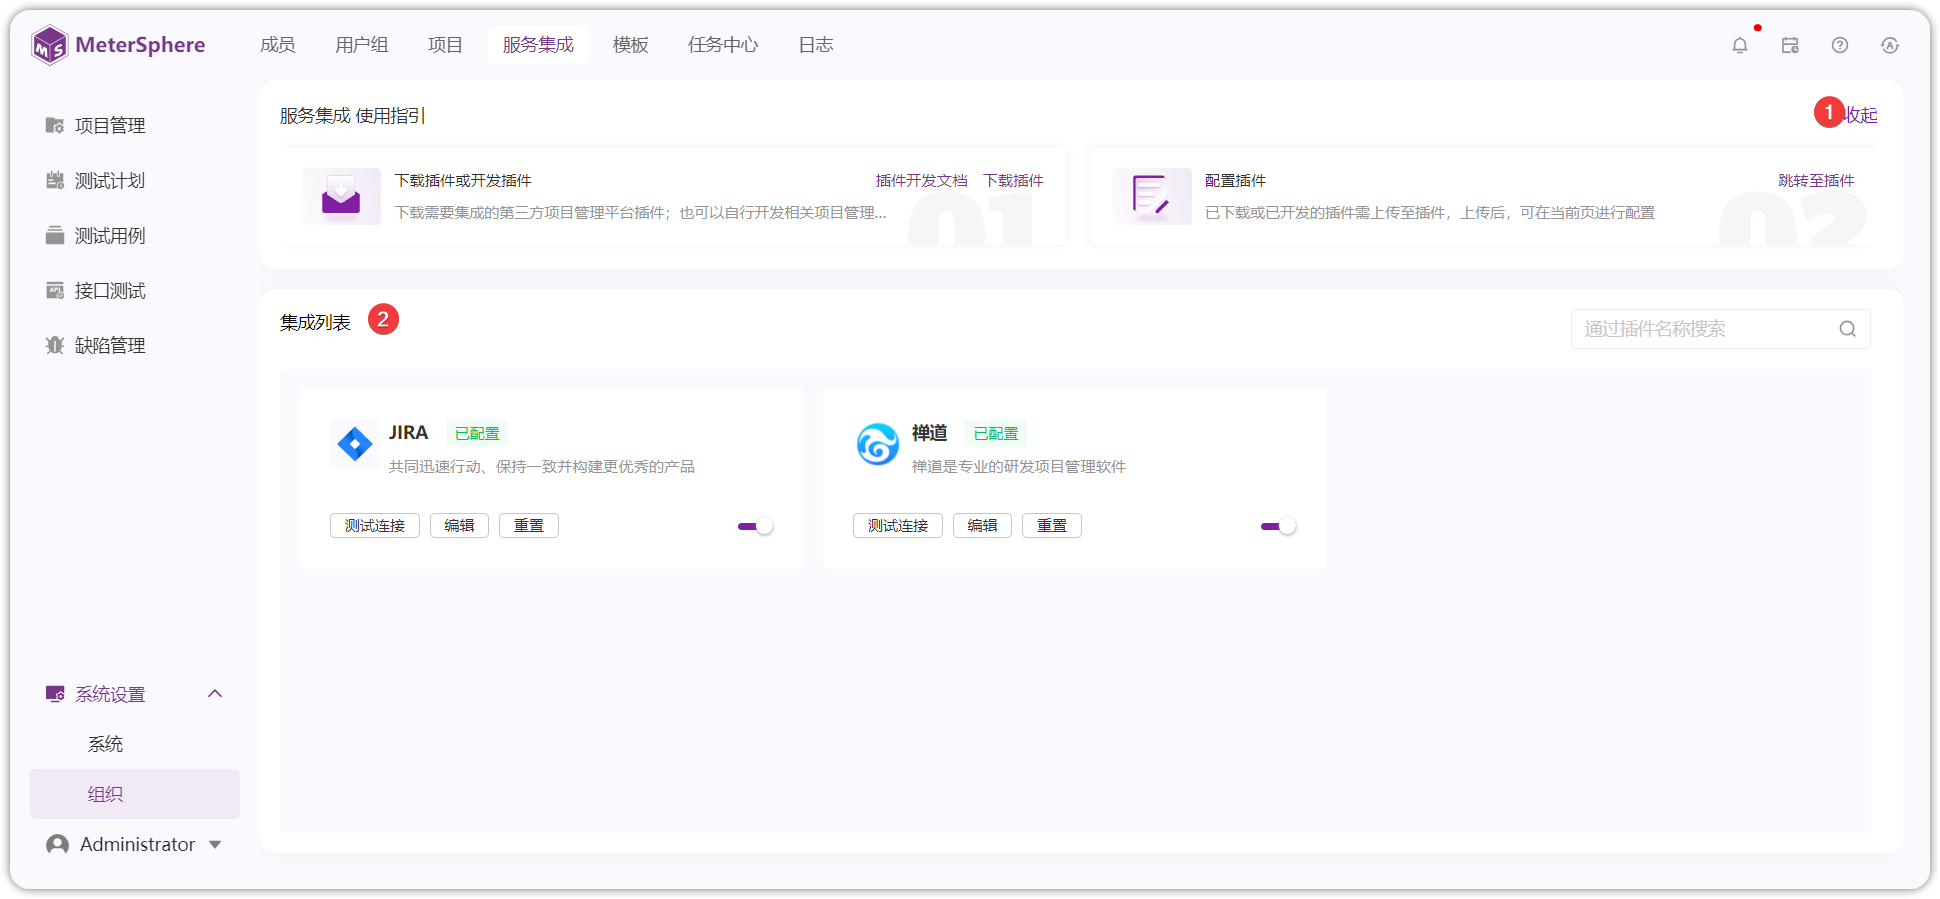 MeterSphere
成员 用户组 项目 服务集成 模板 任务中心 日志
项目管理
测试计划
测试用例
接口测试
缺陷管理
系统设置
系统
组织
Administrator
服务集成 使用指引
1 收起
下载插件或开发插件 插件开发文档 下载插件
下载需要集成的第三方项目管理平台插件；也可以自行开发相关项目管理...
01
配置插件 跳转至插件
已下载或已开发的插件需上传至插件，上传后，可在当前页进行配置
02
集成列表 2
通过插件名称搜索
JIRA 已配置
共同迅速行动、保持一致并构建更优秀的产品
测试连接 编辑 重置
禅道 已配置
禅道是专业的研发项目管理软件
测试连接 编辑 重置